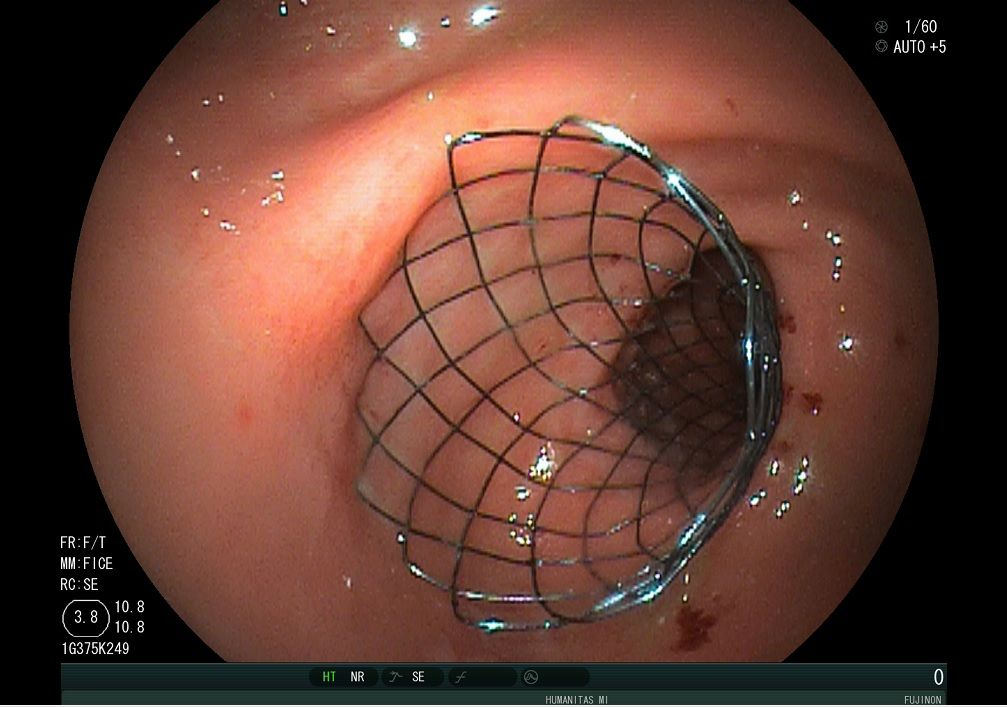 1/60
AUTO +5
FR:F/T
MM:FICE
RC:SE
3.8
10.8
10.8
1G375K249
HT NR SE
0
HUMANITAS MI FUJINON